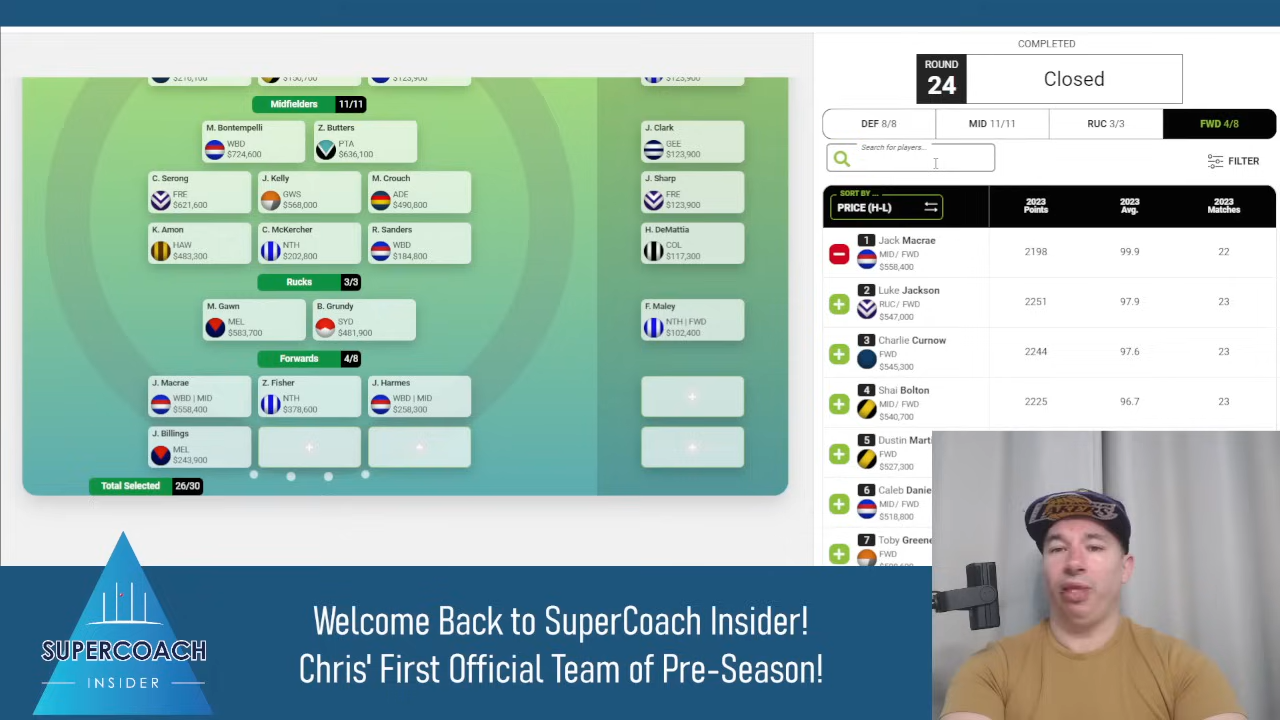 COMPLETED
ROUND
24
Closed
DEF 8/8
MID 11/11
RUC 3/3
FWD 4/8
Search for players...
FILTER
SORT BY ...
PRICE (H-L)
2023 Points
2023 Avg.
2023 Matches
1 Jack Macrae
MID/ FWD
$558,400
2198
99.9
22
2 Luke Jackson
RUC/ FWD
$547,000
2251
97.9
23
3 Charlie Curnow
FWD
$545,300
2244
97.6
23
4 Shai Bolton
MID/ FWD
$540,700
2225
96.7
23
5 Dustin
FWD
$527,300
6 Caleb
MID/ FWD
$518,800
7 Toby Greene
FWD
$123,900
$123,900
Midfielders 11/11
M. Bontempelli
WBD
$724,600
Z. Butters
PTA
$636,100
J. Clark
GEE
$123,900
C. Serong
FRE
$621,600
J. Kelly
GWS
$568,000
M. Crouch
ADE
$490,800
J. Sharp
FRE
$123,900
K. Amon
HAW
$483,300
C. McKercher
NTH
$202,800
R. Sanders
WBD
$184,800
H. DeMattia
COL
$117,300
Rucks 3/3
M. Gawn
MEL
$583,700
B. Grundy
SYD
$481,900
F. Maley
NTH | FWD
$102,400
Forwards 4/8
J. Macrae
WBD | MID
$558,400
Z. Fisher
NTH
$378,600
J. Harmes
WBD | MID
$258,300
J. Billings
MEL
$243,900
Total Selected 26/30
SUPERCOACH
INSIDER
Welcome Back to SuperCoach Insider!
Chris' First Official Team of Pre-Season!